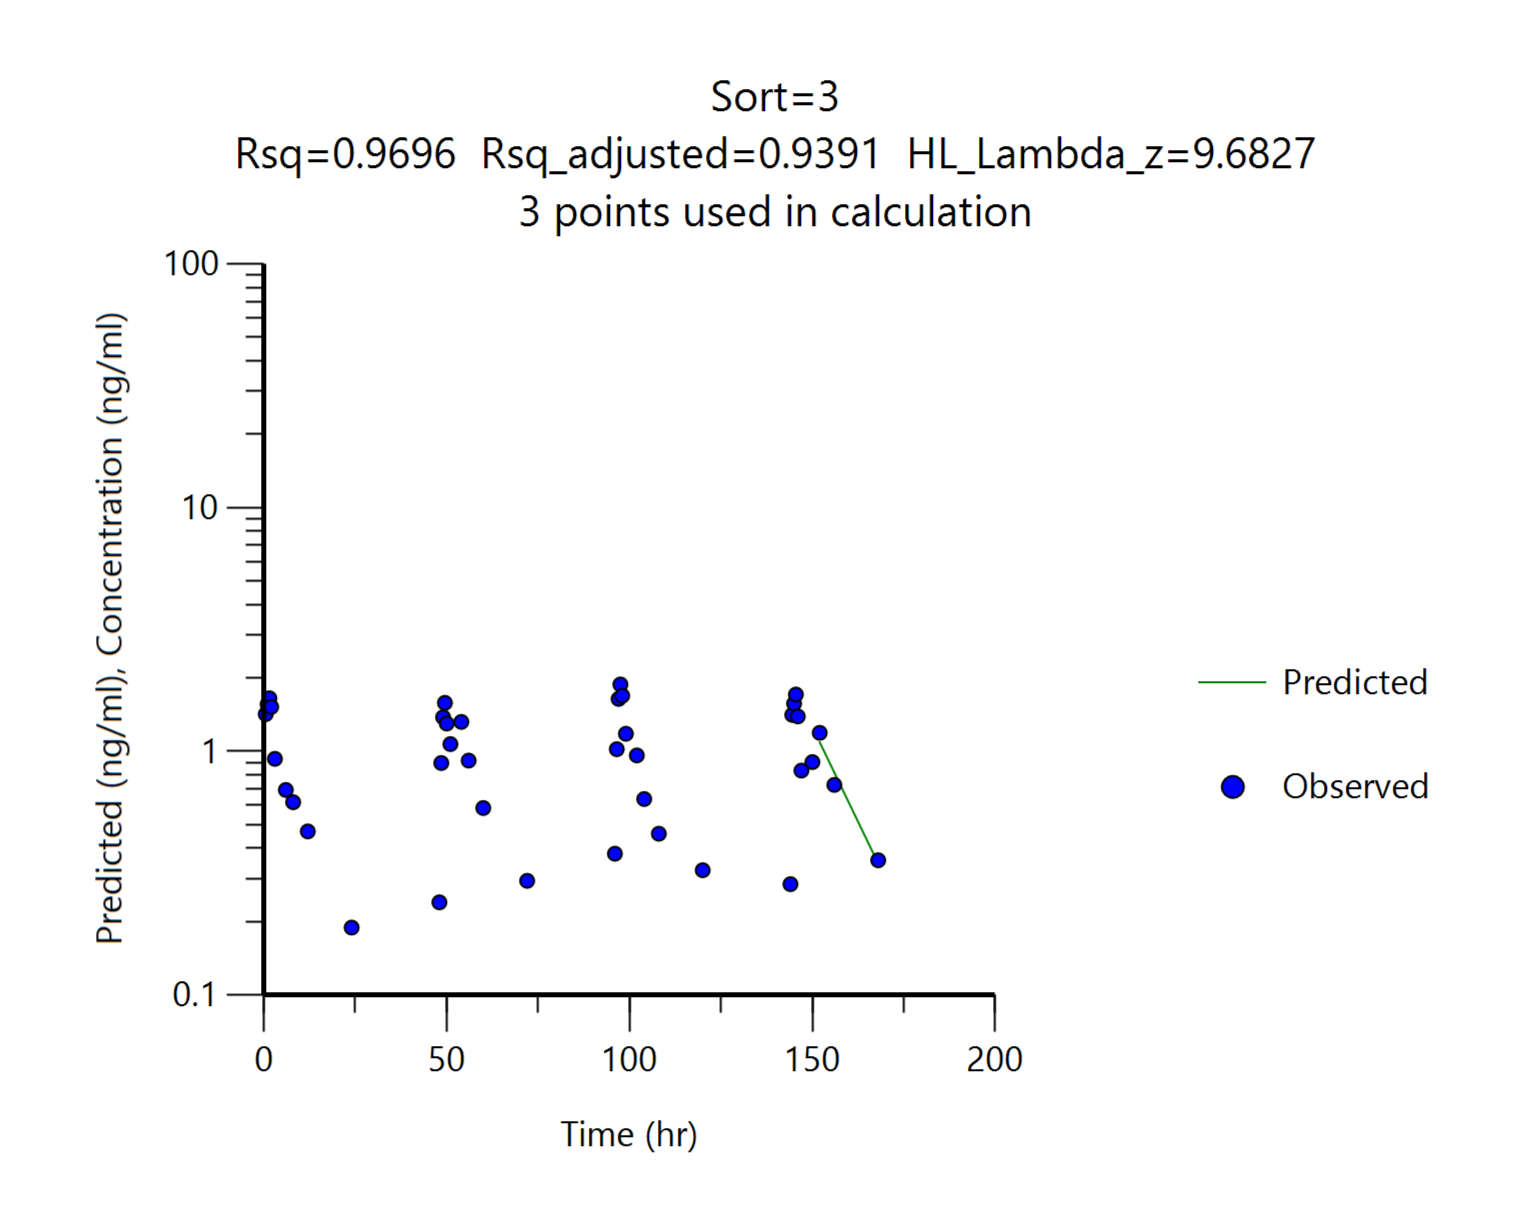 Sort=3
Rsq=0.9696 Rsq_adjusted=0.9391 HL_Lambda_z=9.6827
3 points used in calculation
Predicted (ng/ml), Concentration (ng/ml)
100
10
1
0.1
0 50 100 150 200
Time (hr)
Predicted
Observed